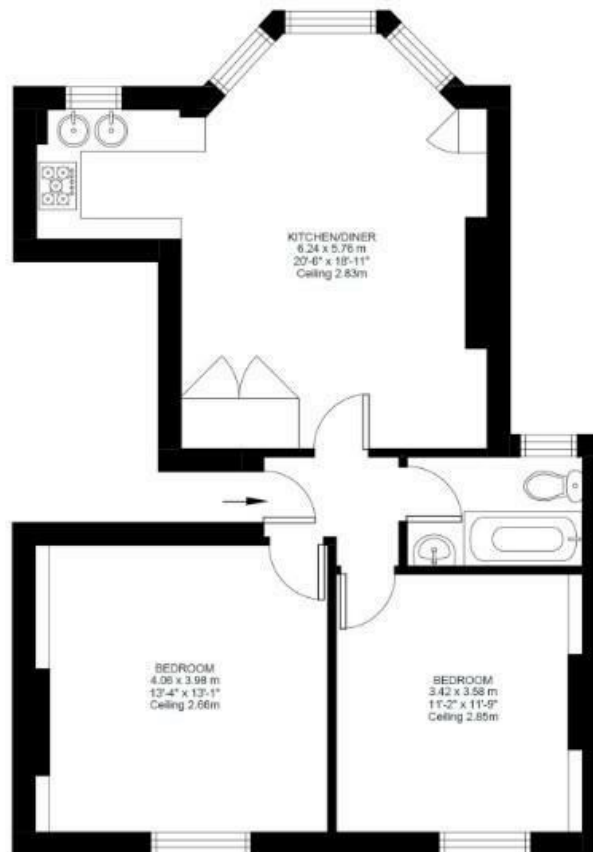 KITCHEN/DINER
6.24 x 5.76 m
20'-6" x 18'-11"
Ceiling 2.83m
BEDROOM
4.06 x 3.98 m
13'-4" x 13'-1"
Ceiling 2.66m
BEDROOM
3.42 x 3.58 m
11'-2" x 11'-9"
Ceiling 2.85m